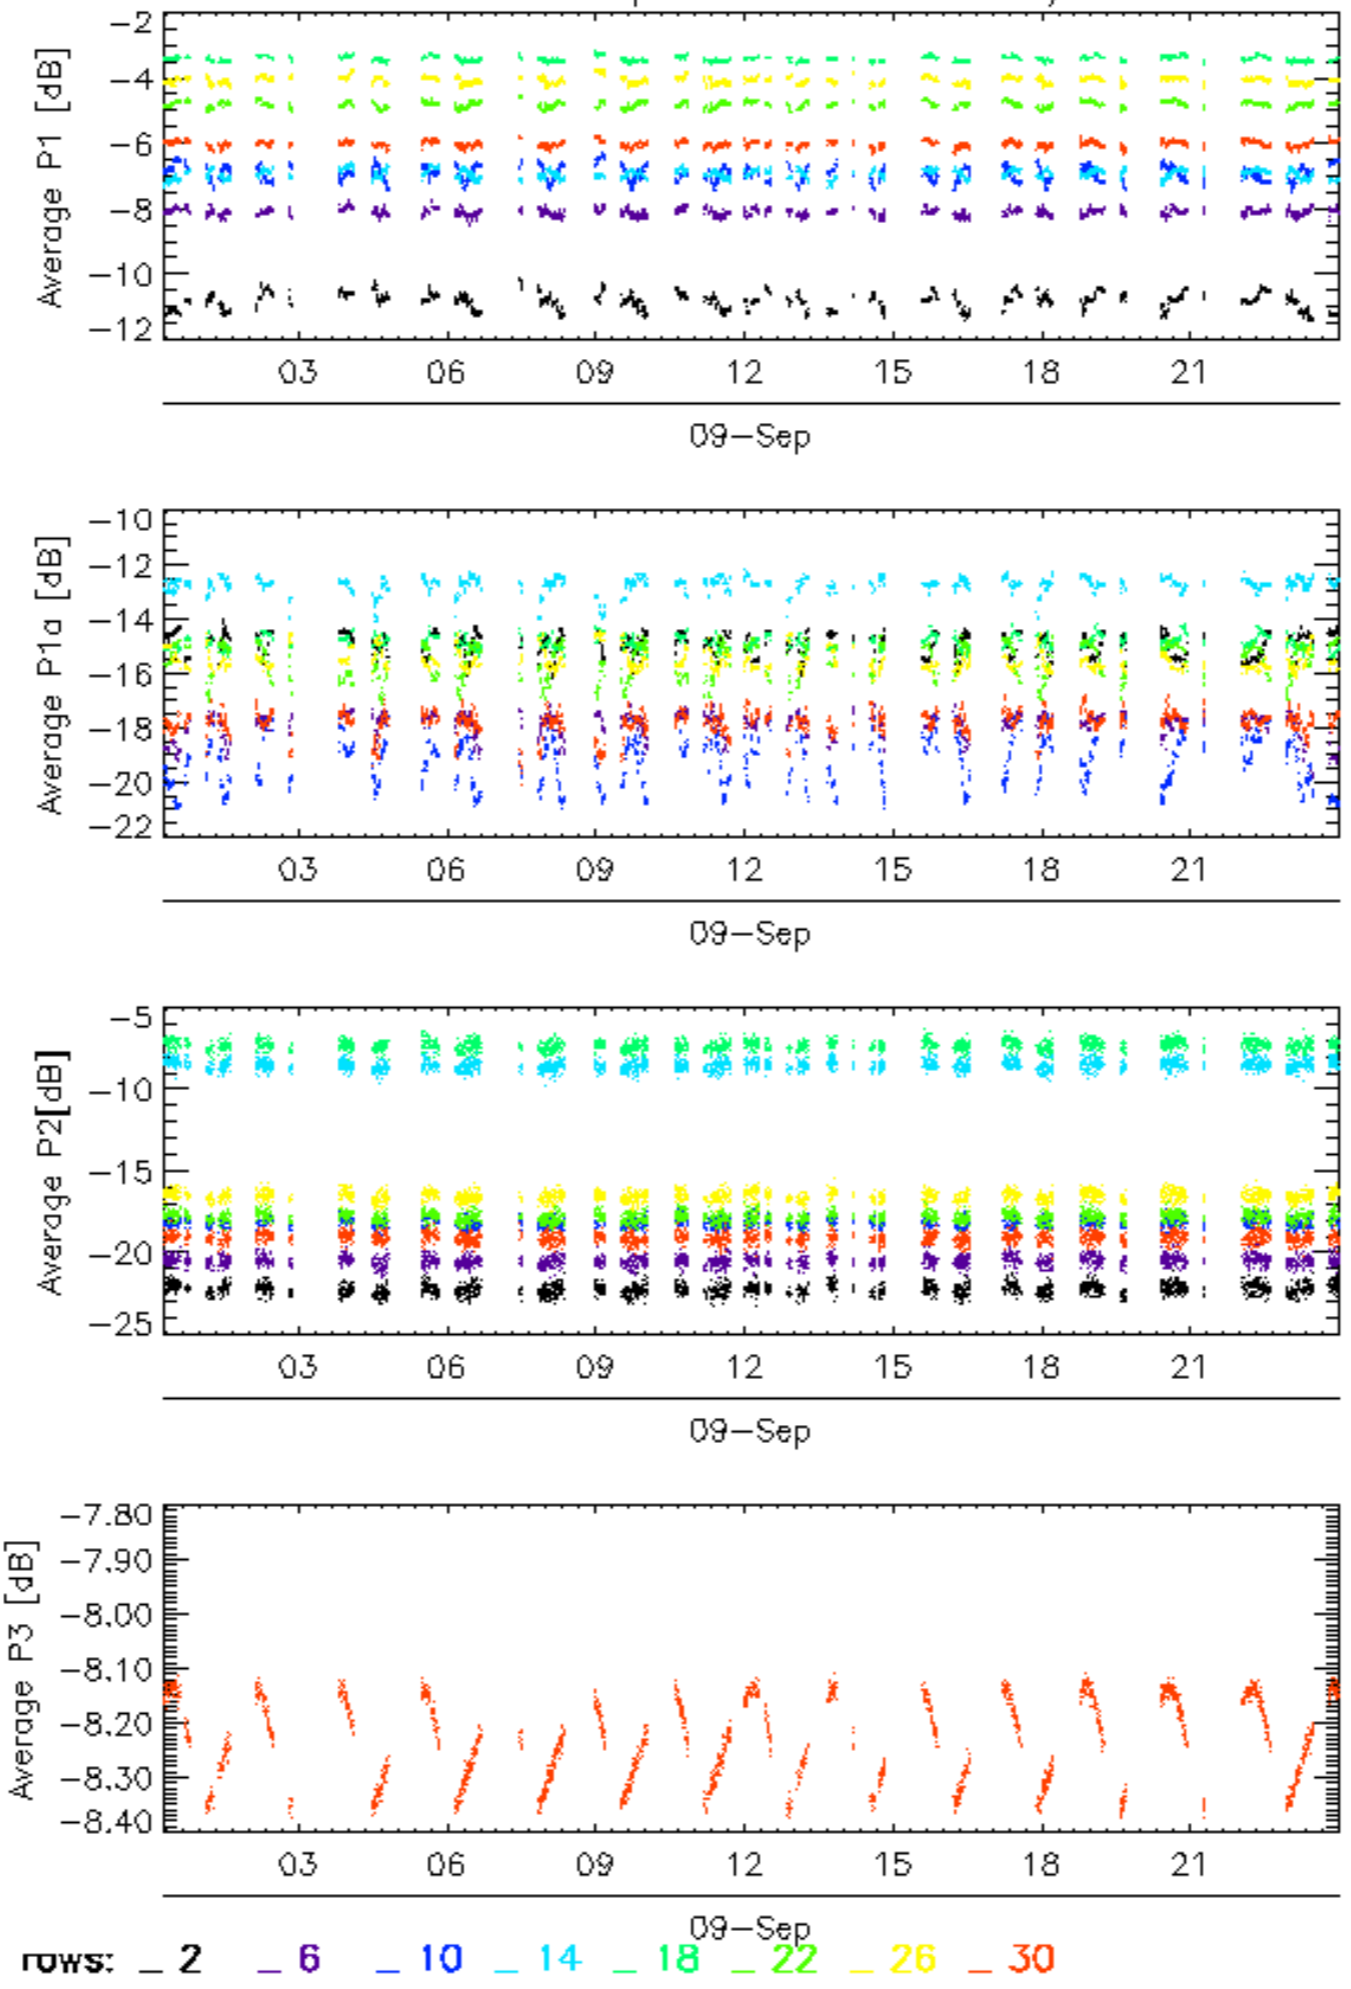 Average P1 [dB]
-2
-4
-6
-8
-10
-12
03 06 09 12 15 18 21
09-Sep
Average P1a [dB]
-10
-12
-14
-16
-18
-20
-22
03 06 09 12 15 18 21
09-Sep
Average P2[dB]
-5
-10
-15
-20
-25
03 06 09 12 15 18 21
09-Sep
Average P3 [dB]
-7.80
-7.90
-8.00
-8.10
-8.20
-8.30
-8.40
03 06 09 12 15 18 21
09-Sep
rows: _ 2 _ 6 _ 10 _ 14 _ 18 _ 22 _ 26 _ 30